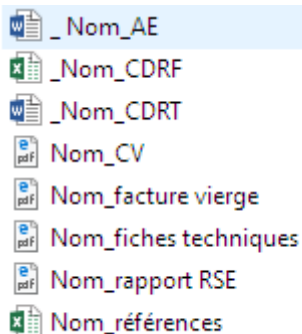 _ Nom_AE
_Nom_CDRF
_Nom_CDRT
Nom_CV
Nom_facture vierge
Nom_fiches techniques
Nom_rapport RSE
Nom_références